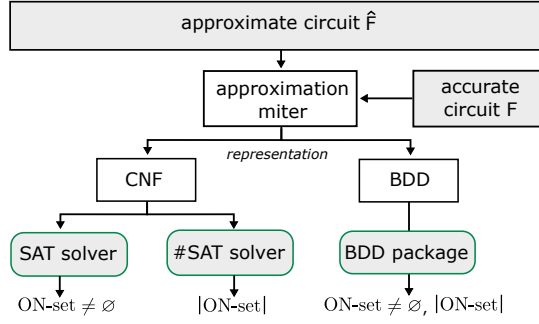 approximate circuit F̂
approximation
miter
accurate
circuit F
representation
CNF
BDD
SAT solver
#SAT solver
BDD package
ON-set ≠ ∅
|ON-set|
ON-set ≠ ∅, |ON-set|